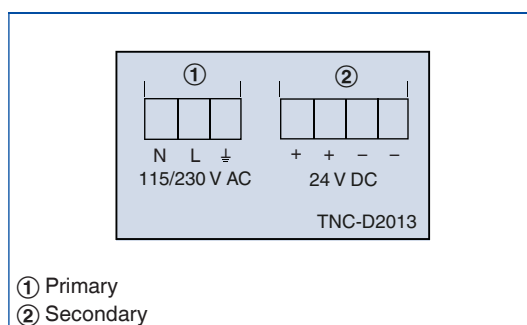 ① ②
N L ⏚ + + – –
115/230 V AC 24 V DC
TNC-D2013
① Primary
② Secondary